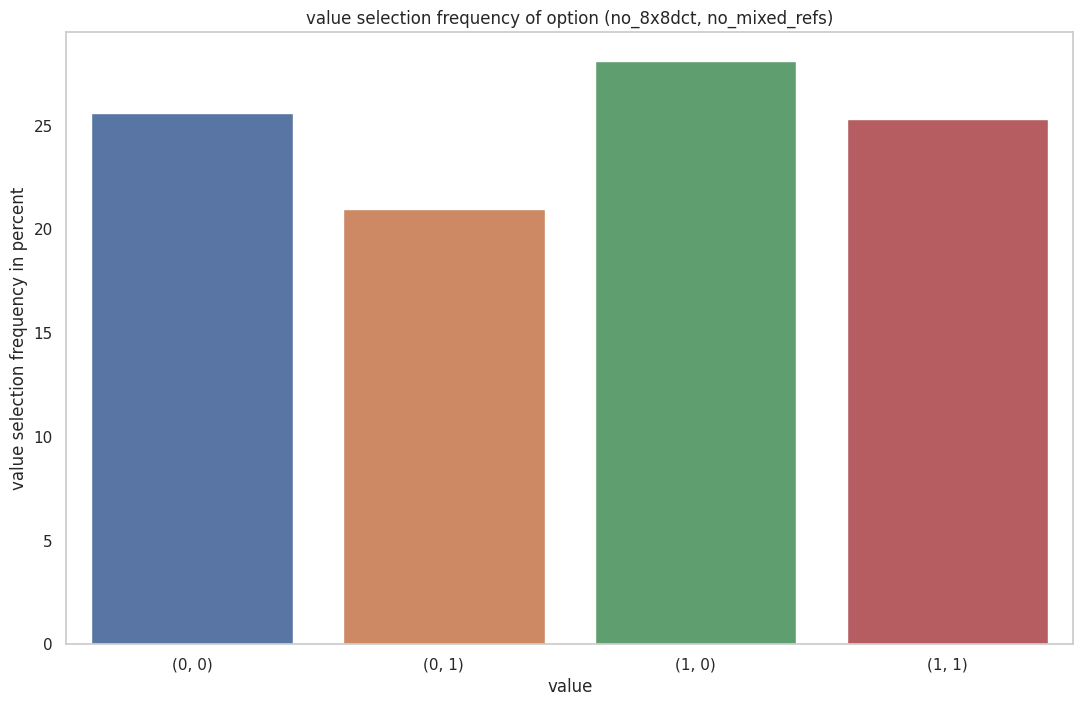 value selection frequency of option (no_8x8dct, no_mixed_refs)
value selection frequency in percent
25
20
15
10
5
0
(0, 0) (0, 1) (1, 0) (1, 1)
value